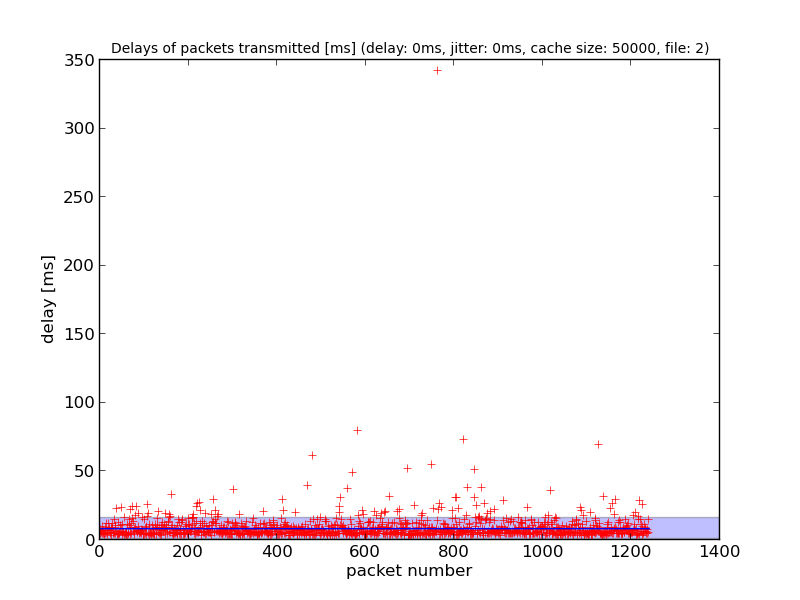 Delays of packets transmitted [ms] (delay: 0ms, jitter: 0ms, cache size: 50000, file: 2)
350
300
250
200
150
100
50
0
delay [ms]
0 200 400 600 800 1000 1200 1400
packet number